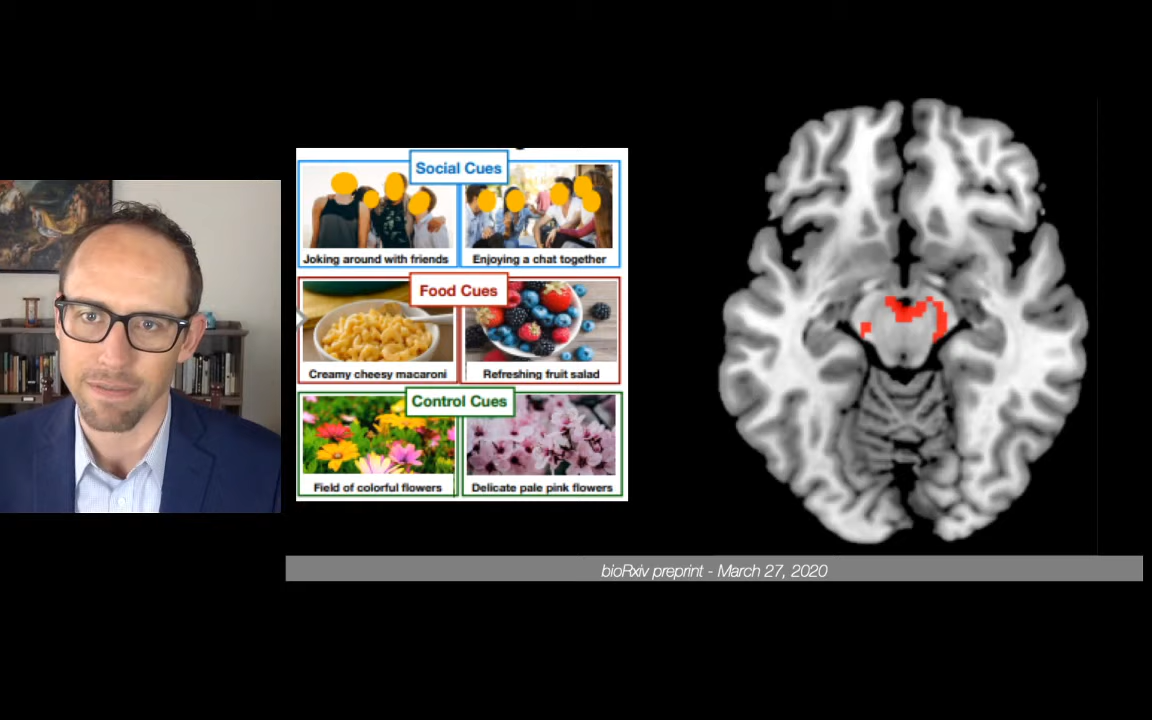 Social Cues
Joking around with friends
Enjoying a chat together
Food Cues
Creamy cheesy macaroni
Refreshing fruit salad
Control Cues
Field of colorful flowers
Delicate pale pink flowers
bioRxiv preprint - March 27, 2020